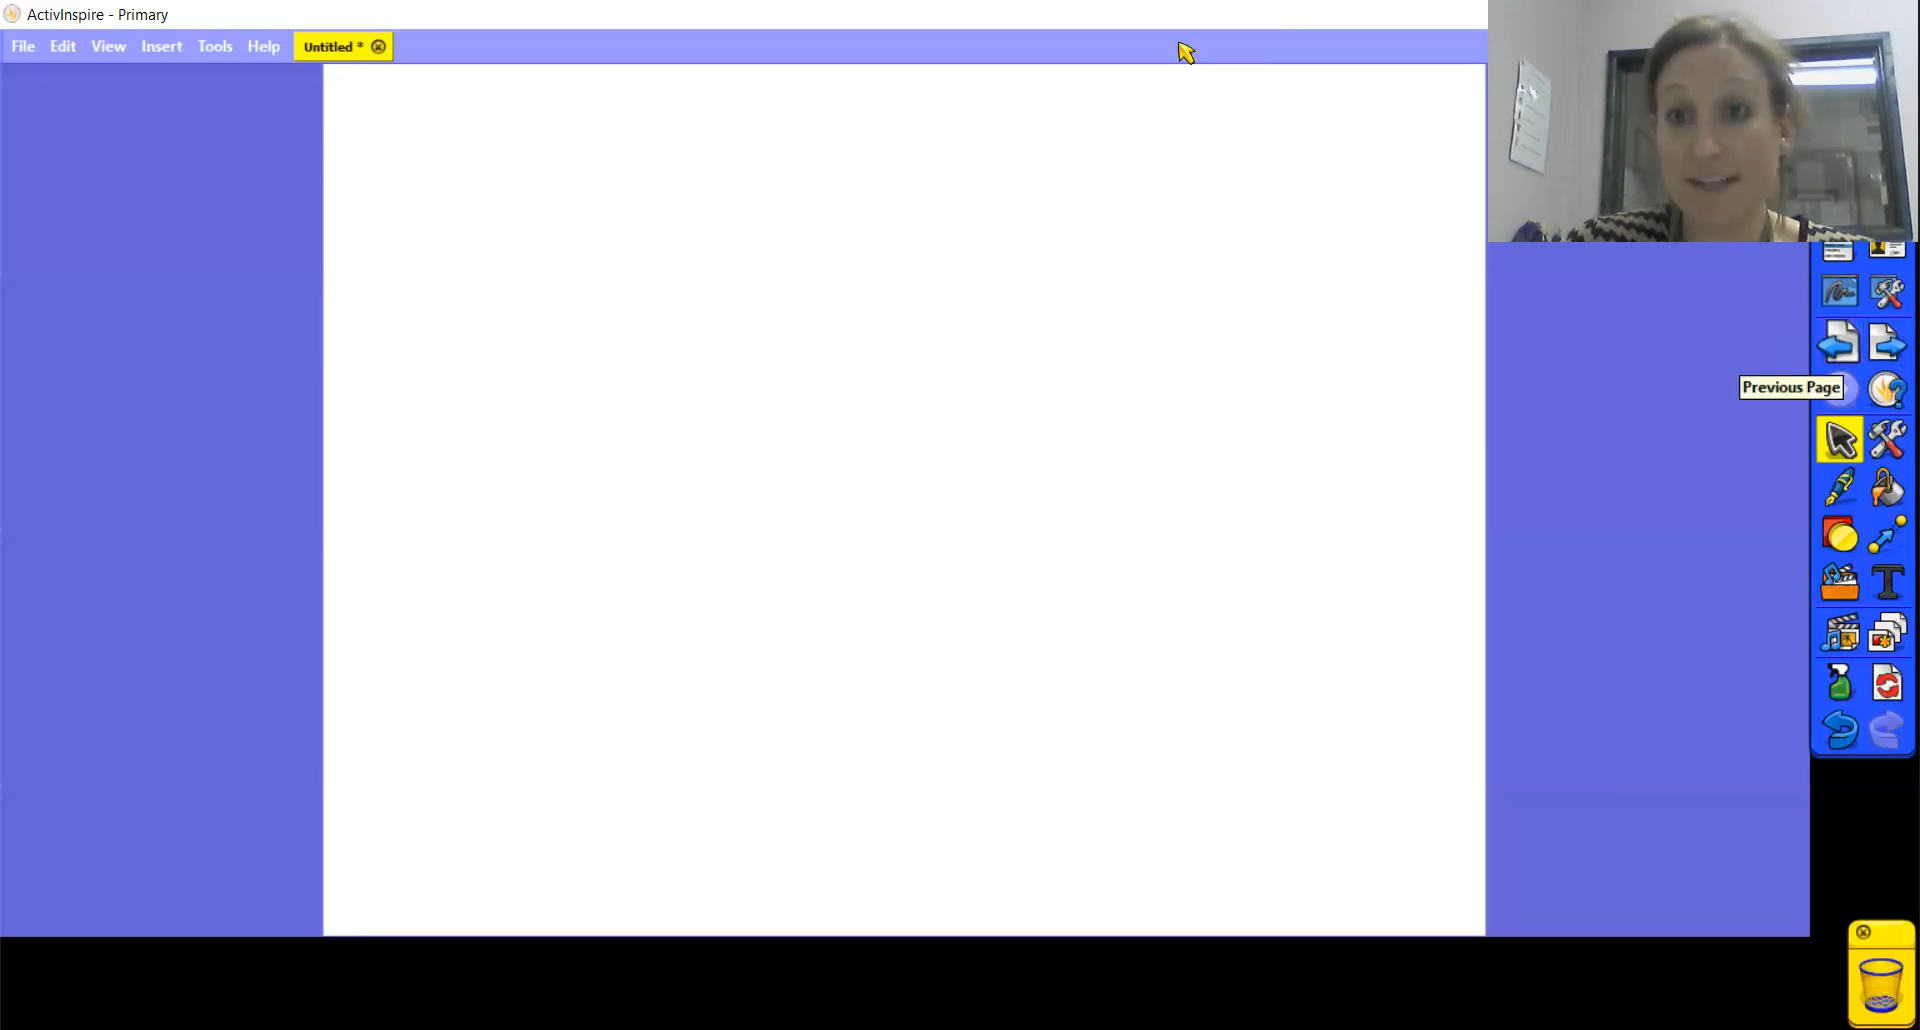 ActivInspire - Primary
File Edit View Insert Tools Help Untitled *
Previous Page